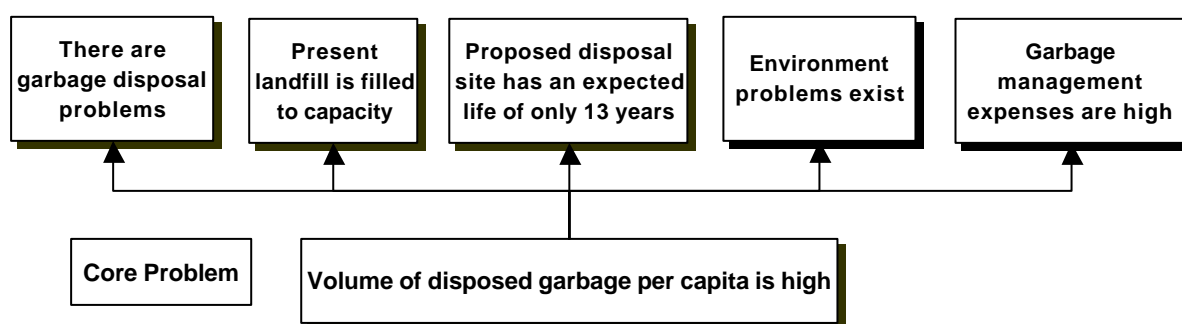 There are
garbage disposal
problems
Present
landfill is filled
to capacity
Proposed disposal
site has an expected
life of only 13 years
Environment
problems exist
Garbage
management
expenses are high
Core Problem
Volume of disposed garbage per capita is high